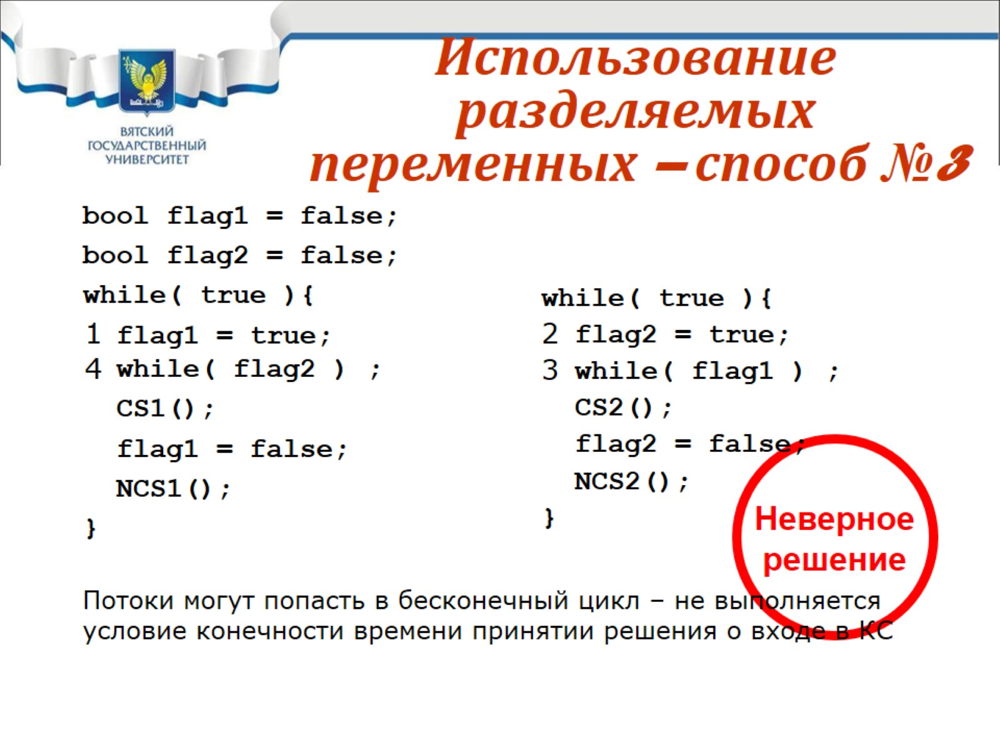 ВЯТСКИЙ
ГОСУДАРСТВЕННЫЙ
УНИВЕРСИТЕТ
Использование
разделяемых
переменных – способ №3
bool flag1 = false;
bool flag2 = false;
while( true ){
1 flag1 = true;
4 while( flag2 ) ;
CS1();
flag1 = false;
NCS1();
}
while( true ){
2 flag2 = true;
3 while( flag1 ) ;
CS2();
flag2 = false;
NCS2();
}
Неверное
решение
Потоки могут попасть в бесконечный цикл – не выполняется
условие конечности времени принятии решения о входе в КС